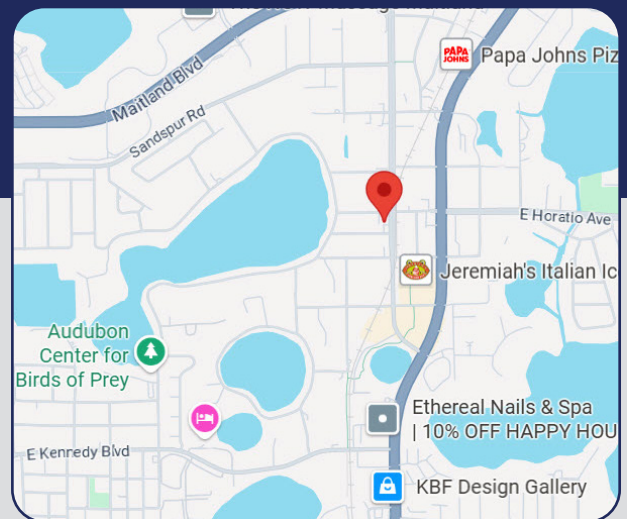 PAPA
JOHNS
Papa Johns Piz
Maitland Blvd
Sandspur Rd
E Horatio Ave
Jeremiah's Italian Ic
Audubon
Center for
Birds of Prey
Ethereal Nails & Spa
| 10% OFF HAPPY HOU
E Kennedy Blvd
KBF Design Gallery